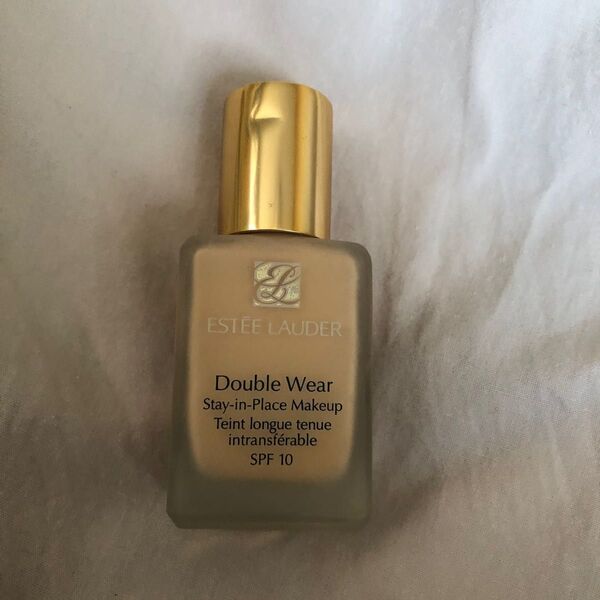 ESTĒE LAUDER
Double Wear
Stay-in-Place Makeup
Teint longue tenue
intransférable
SPF 10